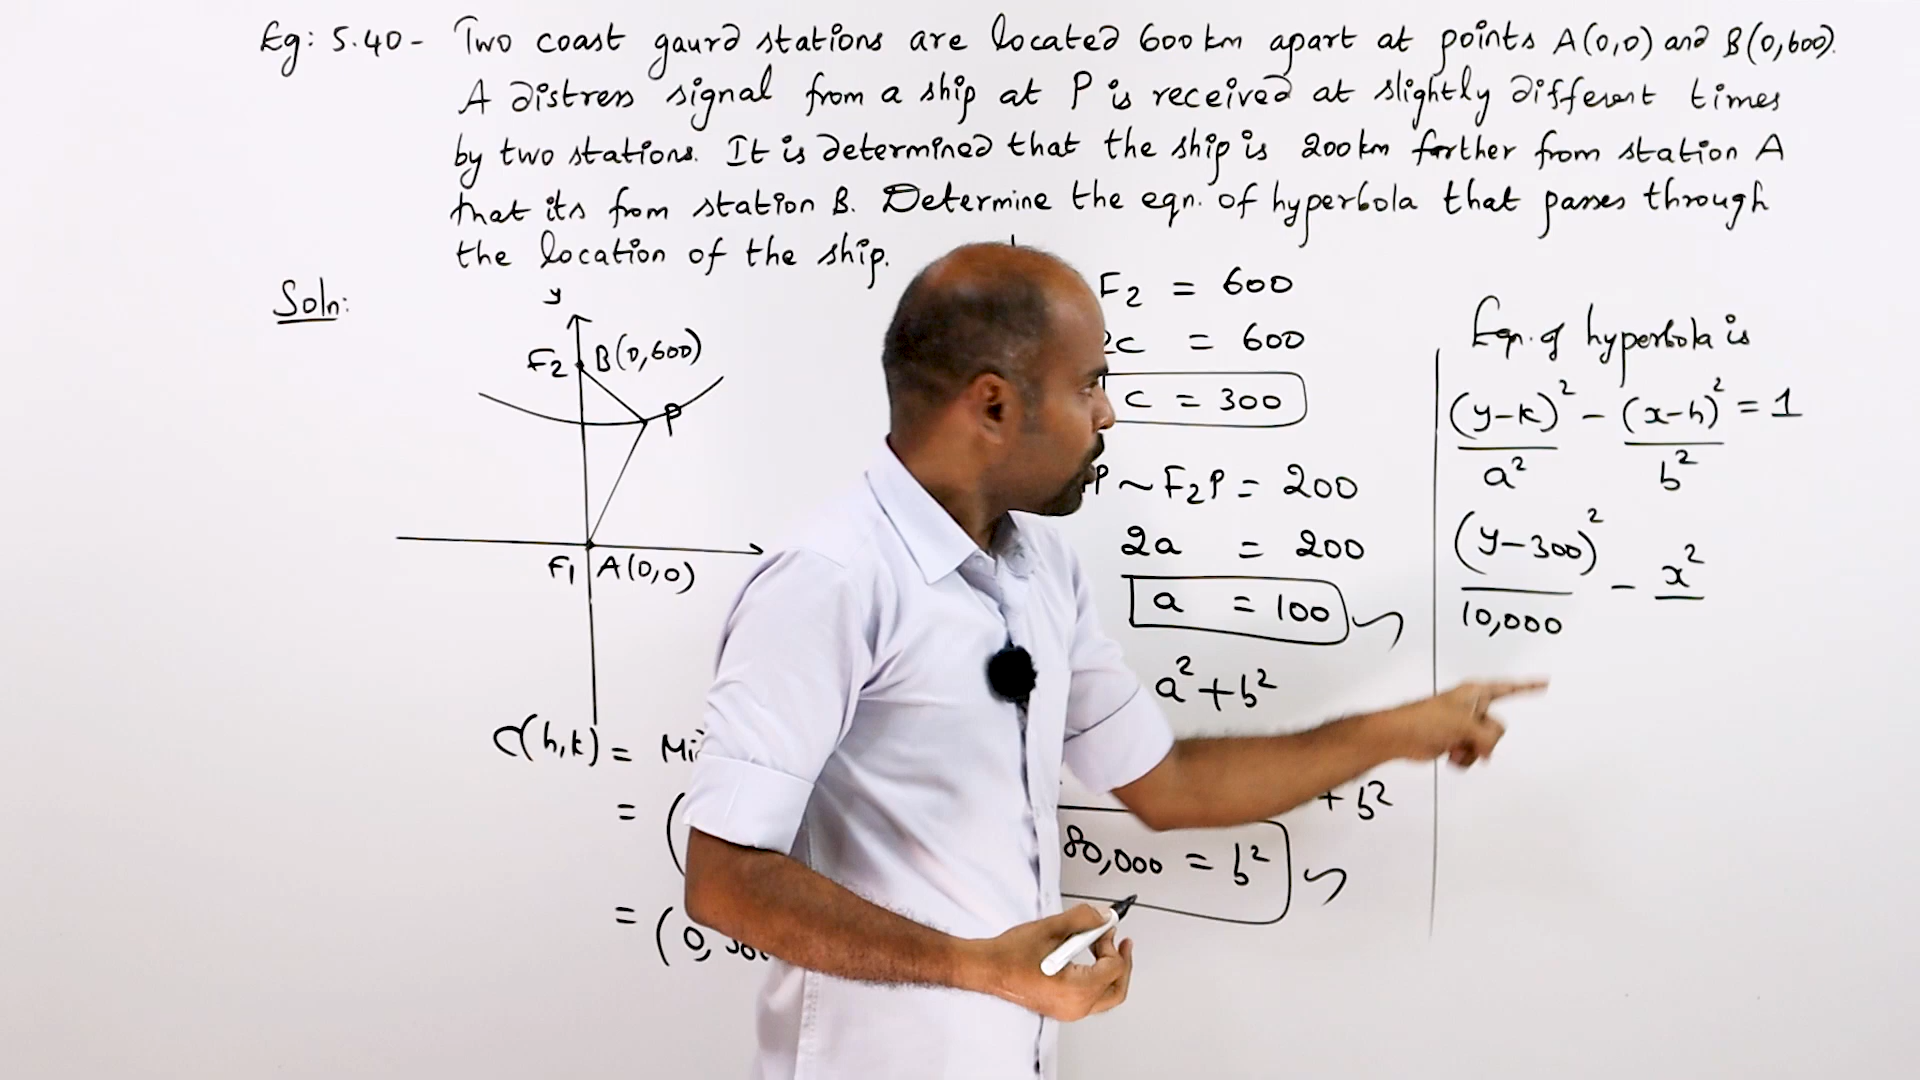 Eg: 5.40 - Two coast gaurd stations are located 600 km apart at points A(0,0) and B(0,600).
A distress signal from a ship at P is received at slightly different times
by two stations. It is determined that the ship is 200 km farther from station A
that its from station B. Determine the eqn. of hyperbola that passes through
the location of the ship.
Soln:
y
F2 B(0,600)
P
F1 A(0,0)
C(h,k) =
= (
= (0,
F2 = 600
2c = 600
c = 300
P ~ F2P = 200
2a = 200
a = 100
a² + b²
+ b²
80,000 = b²
Eqn. of hyperbola is
(y-k)²/a² - (x-h)²/b² = 1
(y-300)²/10,000 - x²